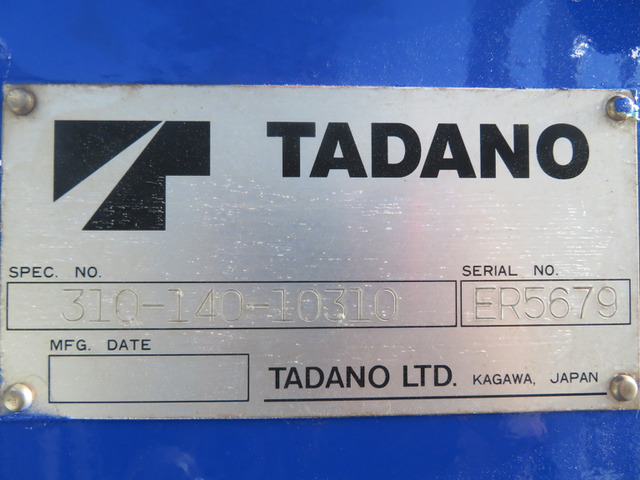 TADANO
SPEC. NO.
310-140-10310
SERIAL NO.
ER5679
MFG. DATE
TADANO LTD. KAGAWA, JAPAN